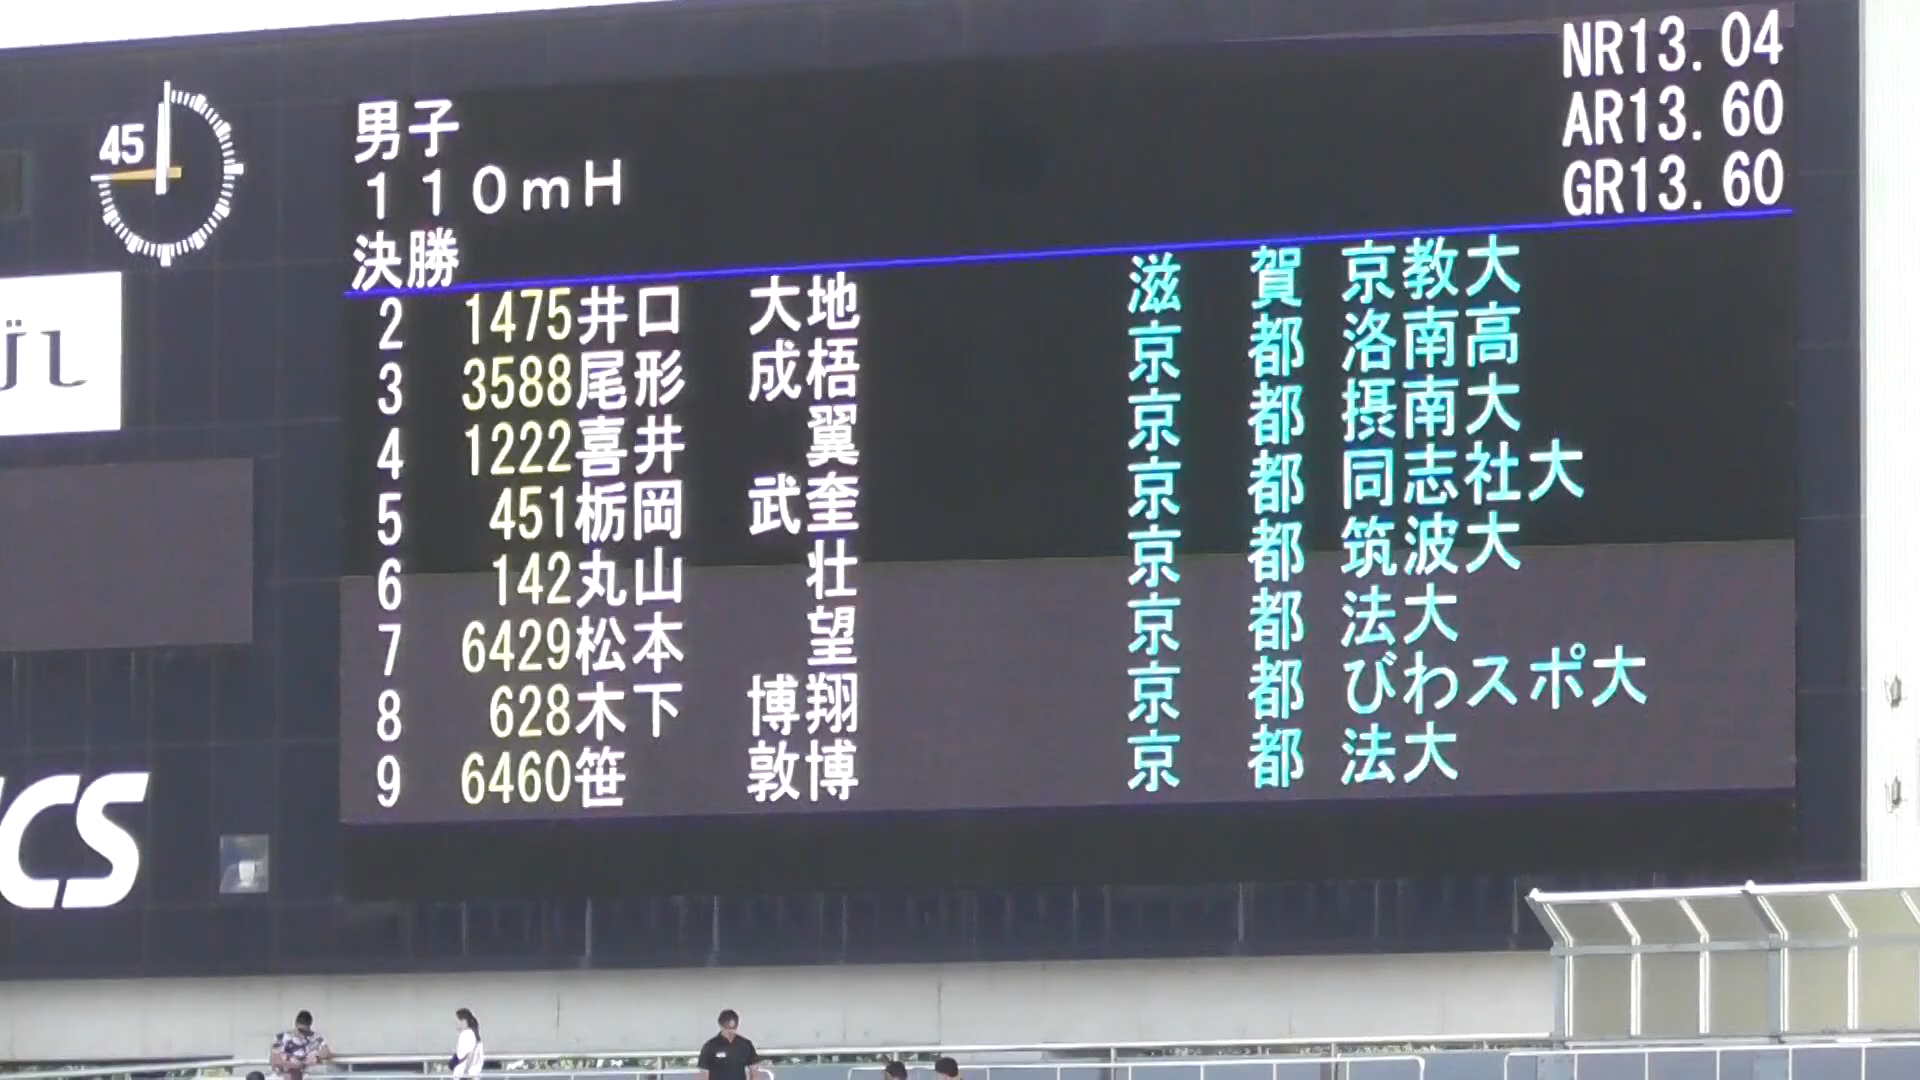 NR13.04
AR13.60
GR13.60
45
男子
110mH
決勝
2 1475 井口 大地 滋賀 京教大
3 3588 尾形 成梧 京都 洛南高
4 1222 喜井 翼 京都 摂南大
5 451 栃岡 武奎 京都 同志社大
6 142 丸山 壮 京都 筑波大
7 6429 松本 望 京都 法大
8 628 木下 博翔 京都 びわスポ大
9 6460 笹 敦博 京都 法大
CS